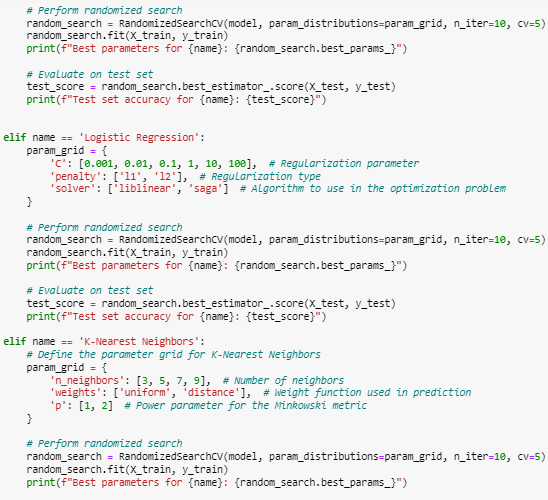 # Perform randomized search
random_search = RandomizedSearchCV(model, param_distributions=param_grid, n_iter=10, cv=5)
random_search.fit(X_train, y_train)
print(f"Best parameters for {name}: {random_search.best_params_}")
# Evaluate on test set
test_score = random_search.best_estimator_.score(X_test, y_test)
print(f"Test set accuracy for {name}: {test_score}")
elif name == 'Logistic Regression':
param_grid = {
'C': [0.001, 0.01, 0.1, 1, 10, 100],  # Regularization parameter
'penalty': ['l1', 'l2'],  # Regularization type
'solver': ['liblinear', 'saga']  # Algorithm to use in the optimization problem
}
# Perform randomized search
random_search = RandomizedSearchCV(model, param_distributions=param_grid, n_iter=10, cv=5)
random_search.fit(X_train, y_train)
print(f"Best parameters for {name}: {random_search.best_params_}")
# Evaluate on test set
test_score = random_search.best_estimator_.score(X_test, y_test)
print(f"Test set accuracy for {name}: {test_score}")
elif name == 'K-Nearest Neighbors':
# Define the parameter grid for K-Nearest Neighbors
param_grid = {
'n_neighbors': [3, 5, 7, 9],  # Number of neighbors
'weights': ['uniform', 'distance'],  # Weight function used in prediction
'p': [1, 2]  # Power parameter for the Minkowski metric
}
# Perform randomized search
random_search = RandomizedSearchCV(model, param_distributions=param_grid, n_iter=10, cv=5)
random_search.fit(X_train, y_train)
print(f"Best parameters for {name}: {random_search.best_params_}")